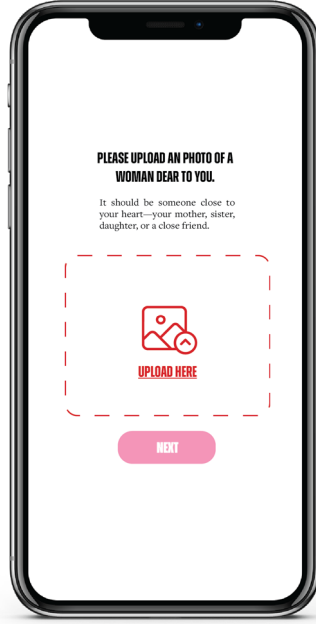 PLEASE UPLOAD AN PHOTO OF A
WOMAN DEAR TO YOU.
It should be someone close to
your heart—your mother, sister,
daughter, or a close friend.
UPLOAD HERE
NEXT